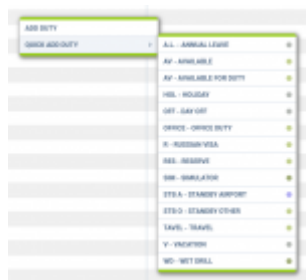 ADD DUTY
QUICK ADD DUTY
A/L - ANNUAL LEAVE
AV - AVAILABLE
AV - AVAILABLE FOR DUTY
HOL - HOLIDAY
OFF - DAY OFF
OFFICE - OFFICE DUTY
R - RUSSIAN VISA
RES - RESERVE
SIM - SIMULATOR
STB A - STANDBY AIRPORT
STB O - STANDBY OTHER
TAVEL - TRAVEL
V - VACATION
WD - WET DRILL